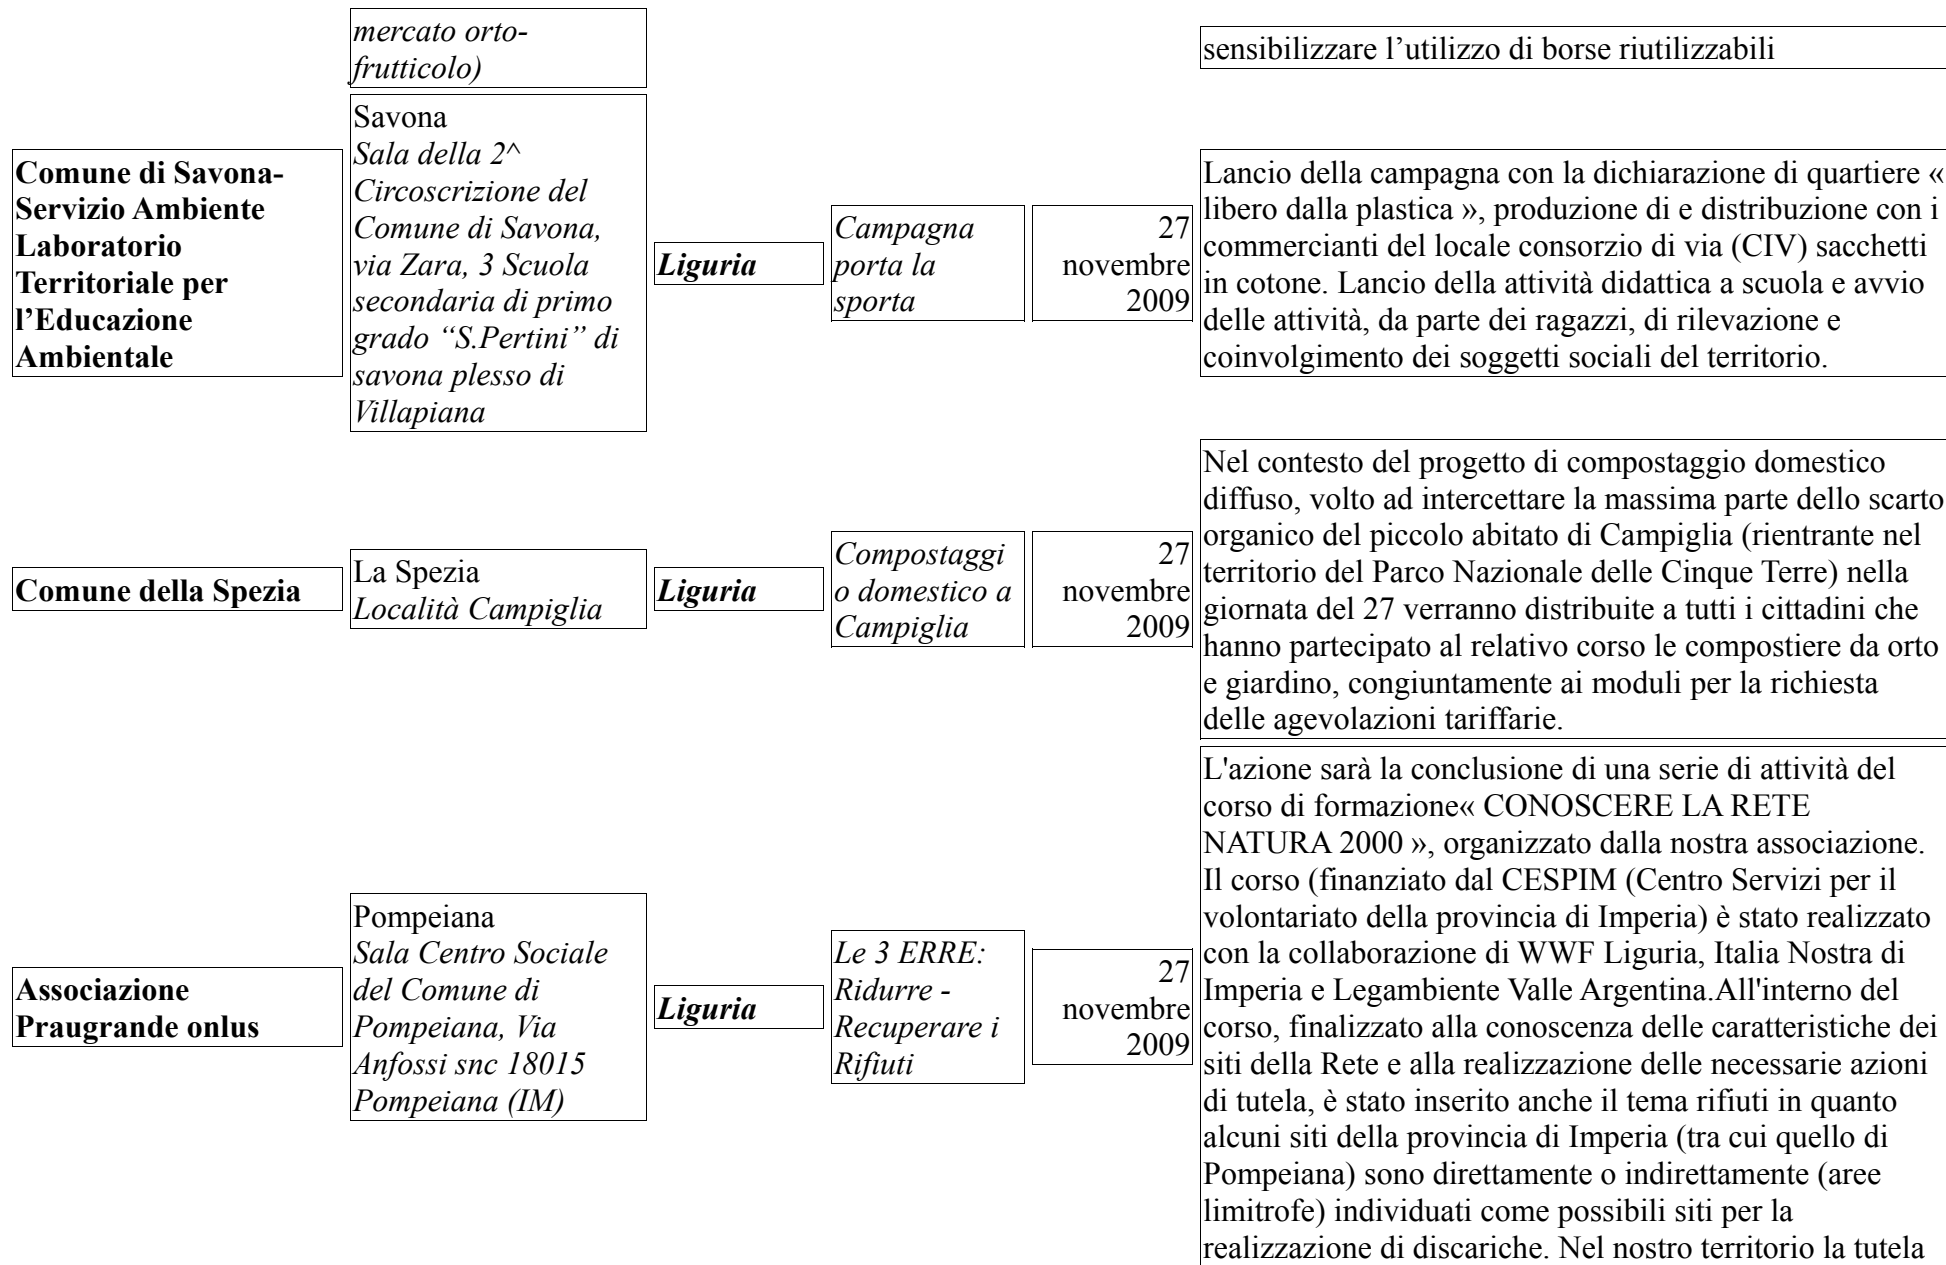 mercato orto-
frutticolo)
sensibilizzare l’utilizzo di borse riutilizzabili
Comune di Savona-
Servizio Ambiente
Laboratorio
Territoriale per
l’Educazione
Ambientale
Savona
Sala della 2^
Circoscrizione del
Comune di Savona,
via Zara, 3 Scuola
secondaria di primo
grado “S.Pertini” di
savona plesso di
Villapiana
Liguria
Campagna
porta la
sporta
27
novembre
2009
Lancio della campagna con la dichiarazione di quartiere «
libero dalla plastica », produzione di e distribuzione con i
commercianti del locale consorzio di via (CIV) sacchetti
in cotone. Lancio della attività didattica a scuola e avvio
delle attività, da parte dei ragazzi, di rilevazione e
coinvolgimento dei soggetti sociali del territorio.
Comune della Spezia
La Spezia
Località Campiglia
Liguria
Compostaggi
o domestico a
Campiglia
27
novembre
2009
Nel contesto del progetto di compostaggio domestico
diffuso, volto ad intercettare la massima parte dello scarto
organico del piccolo abitato di Campiglia (rientrante nel
territorio del Parco Nazionale delle Cinque Terre) nella
giornata del 27 verranno distribuite a tutti i cittadini che
hanno partecipato al relativo corso le compostiere da orto
e giardino, congiuntamente ai moduli per la richiesta
delle agevolazioni tariffarie.
Associazione
Praugrande onlus
Pompeiana
Sala Centro Sociale
del Comune di
Pompeiana, Via
Anfossi snc 18015
Pompeiana (IM)
Liguria
Le 3 ERRE:
Ridurre -
Recuperare i
Rifiuti
27
novembre
2009
L'azione sarà la conclusione di una serie di attività del
corso di formazione« CONOSCERE LA RETE
NATURA 2000 », organizzato dalla nostra associazione.
Il corso (finanziato dal CESPIM (Centro Servizi per il
volontariato della provincia di Imperia) è stato realizzato
con la collaborazione di WWF Liguria, Italia Nostra di
Imperia e Legambiente Valle Argentina.All'interno del
corso, finalizzato alla conoscenza delle caratteristiche dei
siti della Rete e alla realizzazione delle necessarie azioni
di tutela, è stato inserito anche il tema rifiuti in quanto
alcuni siti della provincia di Imperia (tra cui quello di
Pompeiana) sono direttamente o indirettamente (aree
limitrofe) individuati come possibili siti per la
realizzazione di discariche. Nel nostro territorio la tutela